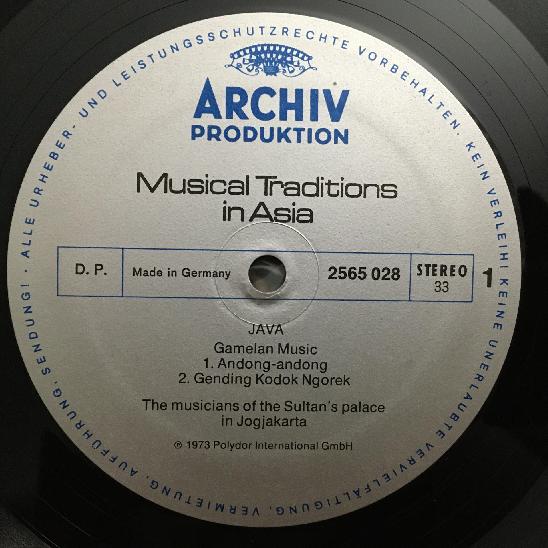 ALLE URHEBER- UND LEISTUNGSSCHUTZRECHTE VORBEHALTEN. KEIN VERLEIH! KEINE UNERLAUBTE VERVIELFÄLTIGUNG, VERMIETUNG, AUFFÜHRUNG, SENDUNG! ·
ARCHIV
PRODUKTION
Musical Traditions
in Asia
D. P.
Made in Germany
2565 028
STEREO
33
1
JAVA
Gamelan Music
1. Andong-andong
2. Gending Kodok Ngorek
The musicians of the Sultan's palace
in Jogjakarta
℗ 1973 Polydor International GmbH